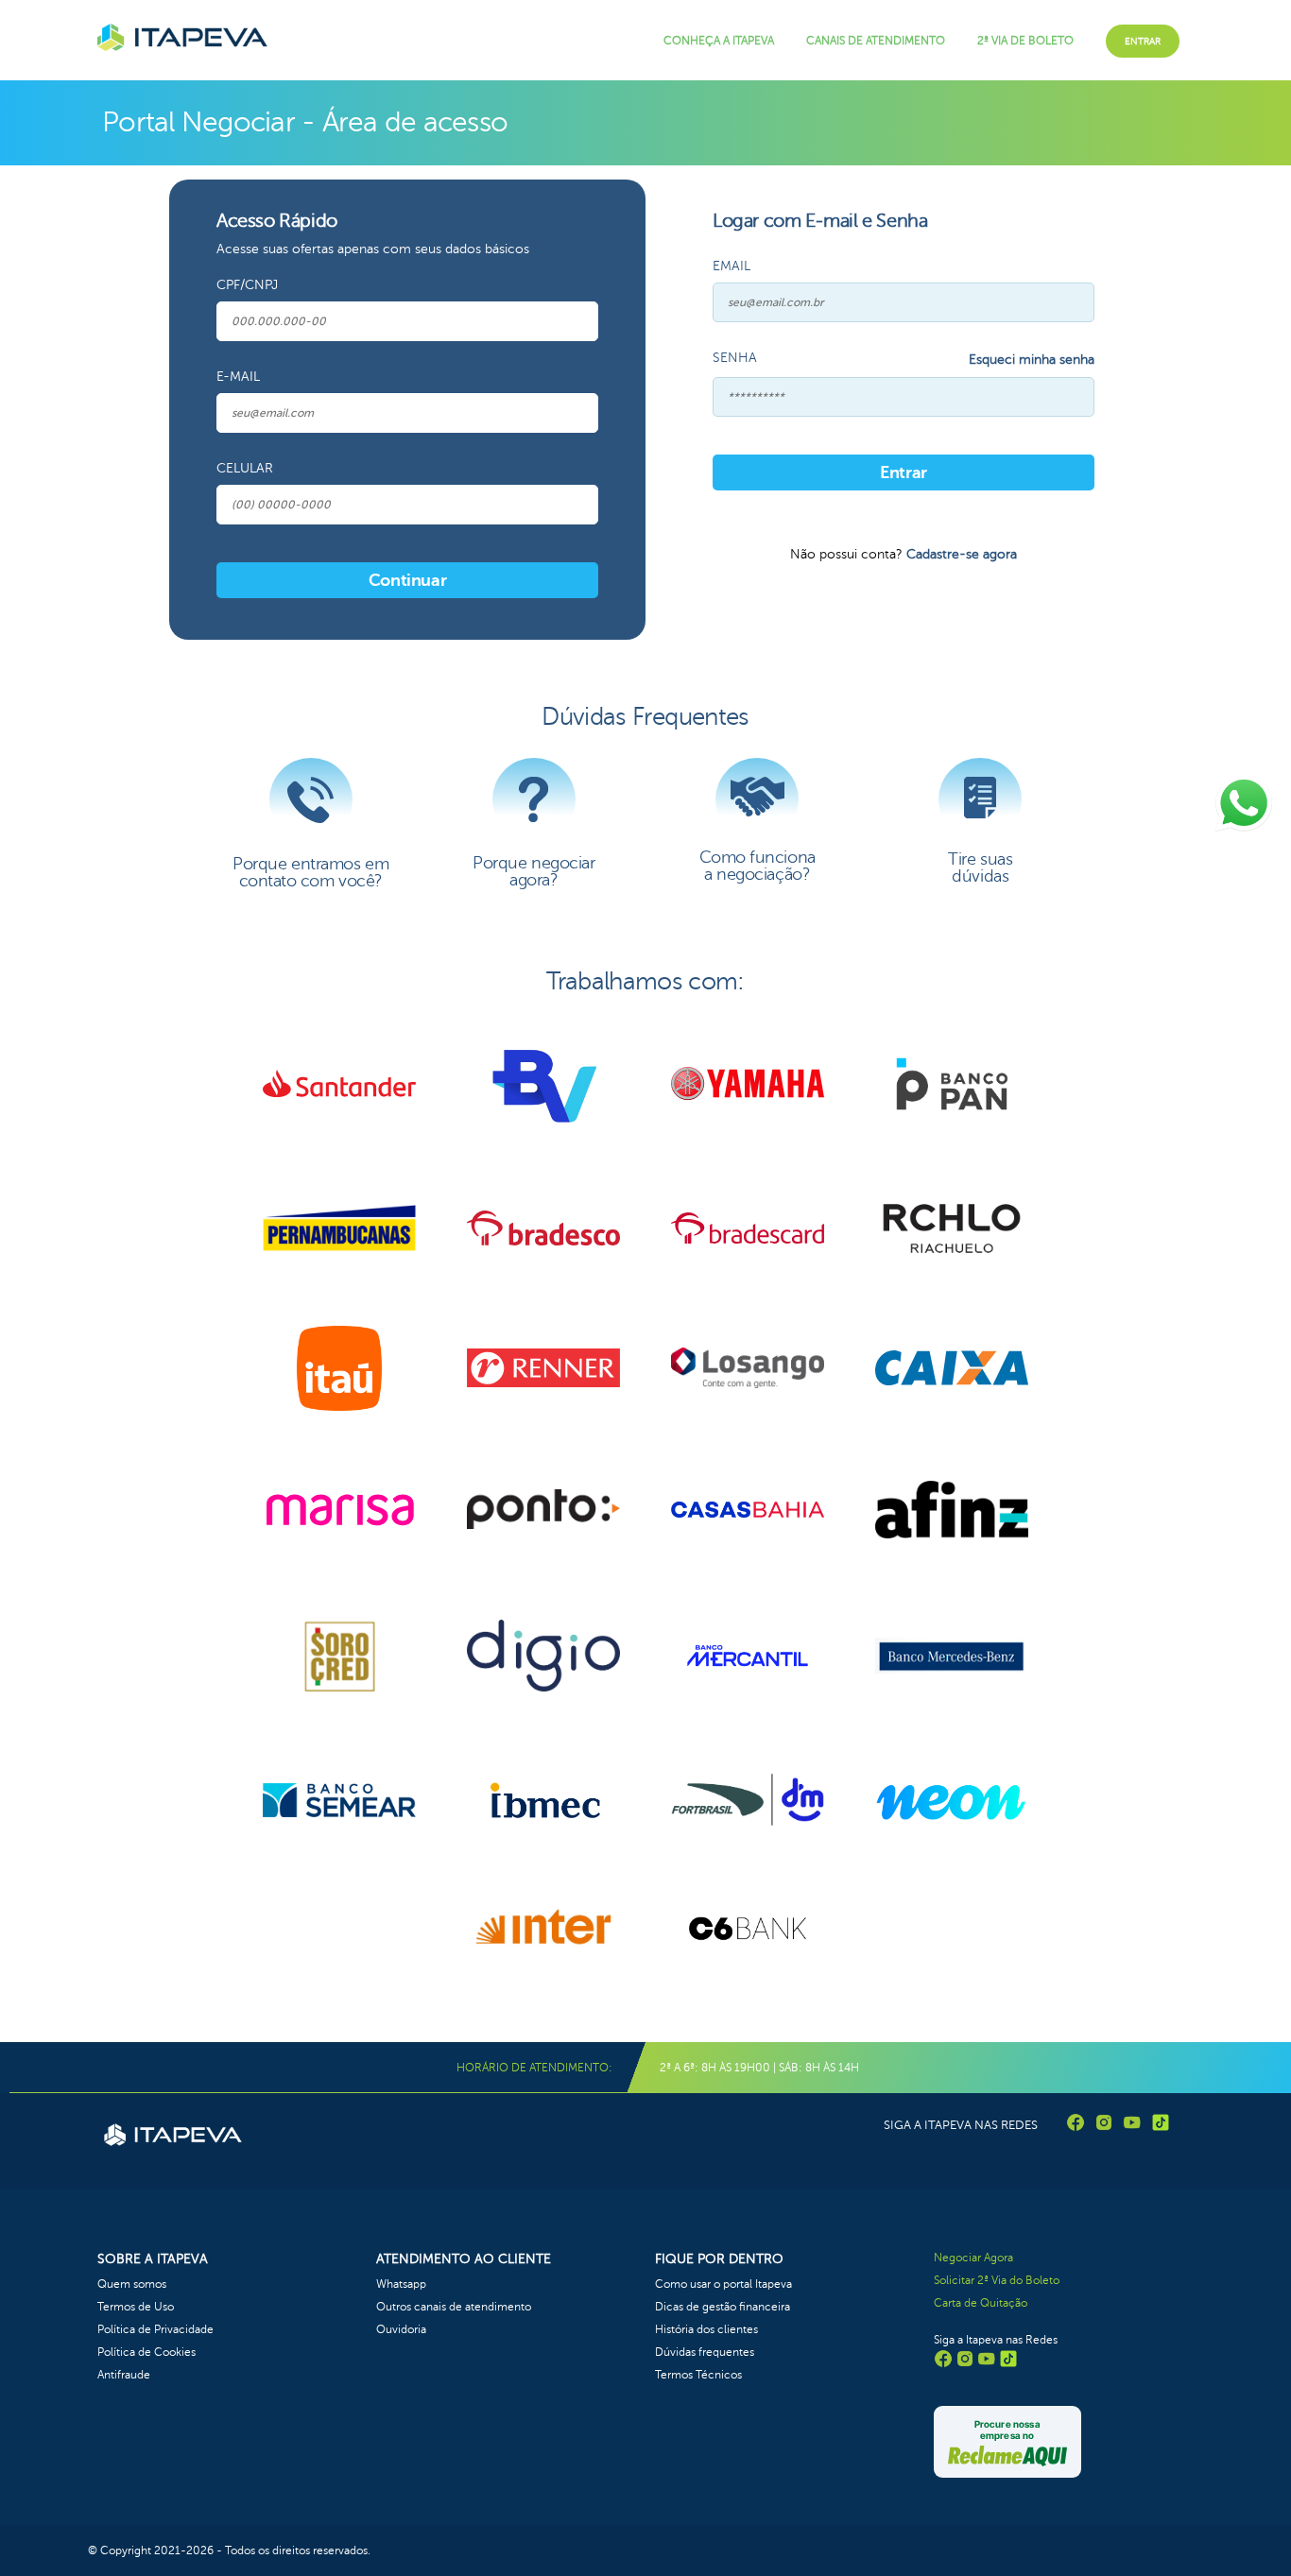 ITAPEVA
CONHEÇA A ITAPEVA
CANAIS DE ATENDIMENTO
2ª VIA DE BOLETO
ENTRAR
Portal Negociar - Área de acesso
Acesso Rápido
Acesse suas ofertas apenas com seus dados básicos
CPF/CNPJ
000.000.000-00
E-MAIL
seu@email.com
CELULAR
(00) 00000-0000
Continuar
Logar com E-mail e Senha
EMAIL
seu@email.com.br
SENHA
Esqueci minha senha
**********
Entrar
Não possui conta? Cadastre-se agora
Dúvidas Frequentes
Porque entramos em
contato com você?
Porque negociar
agora?
Como funciona
a negociação?
Tire suas
dúvidas
Trabalhamos com:
Santander
BV
YAMAHA
BANCO
PAN
PERNAMBUCANAS
bradesco
bradescard
RCHLO
RIACHUELO
itaú
r RENNER
Losango
Conte com a gente.
CAIXA
marisa
ponto:
CASASBAHIA
afinz
SORO
CRED
digio
BANCO
MERCANTIL
Banco Mercedes-Benz
BANCO
SEMEAR
ibmec
FORTBRASIL
dm
neon
inter
C6BANK
HORÁRIO DE ATENDIMENTO:
2ª A 6ª: 8H ÀS 19H00 | SÁB: 8H ÀS 14H
ITAPEVA
SIGA A ITAPEVA NAS REDES
SOBRE A ITAPEVA
Quem somos
Termos de Uso
Política de Privacidade
Política de Cookies
Antifraude
ATENDIMENTO AO CLIENTE
Whatsapp
Outros canais de atendimento
Ouvidoria
FIQUE POR DENTRO
Como usar o portal Itapeva
Dicas de gestão financeira
História dos clientes
Dúvidas frequentes
Termos Técnicos
Negociar Agora
Solicitar 2ª Via do Boleto
Carta de Quitação
Siga a Itapeva nas Redes
Procure nossa
empresa no
ReclameAQUI
© Copyright 2021-2026 - Todos os direitos reservados.